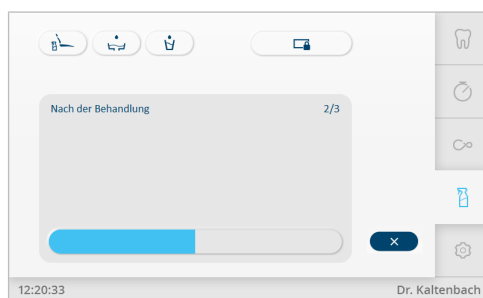 Nach der Behandlung 2/3
12:20:33 Dr. Kaltenbach